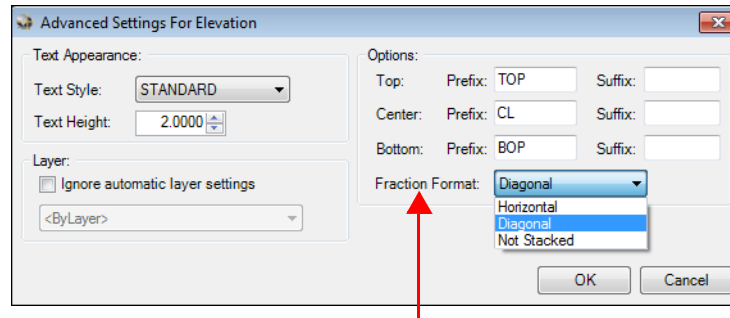 Advanced Settings For Elevation
Text Appearance:
Text Style: STANDARD
Text Height: 2.0000
Layer:
Ignore automatic layer settings
<ByLayer>
Options:
Top: Prefix: TOP Suffix:
Center: Prefix: CL Suffix:
Bottom: Prefix: BOP Suffix:
Fraction Format: Diagonal
Horizontal
Diagonal
Not Stacked
OK Cancel